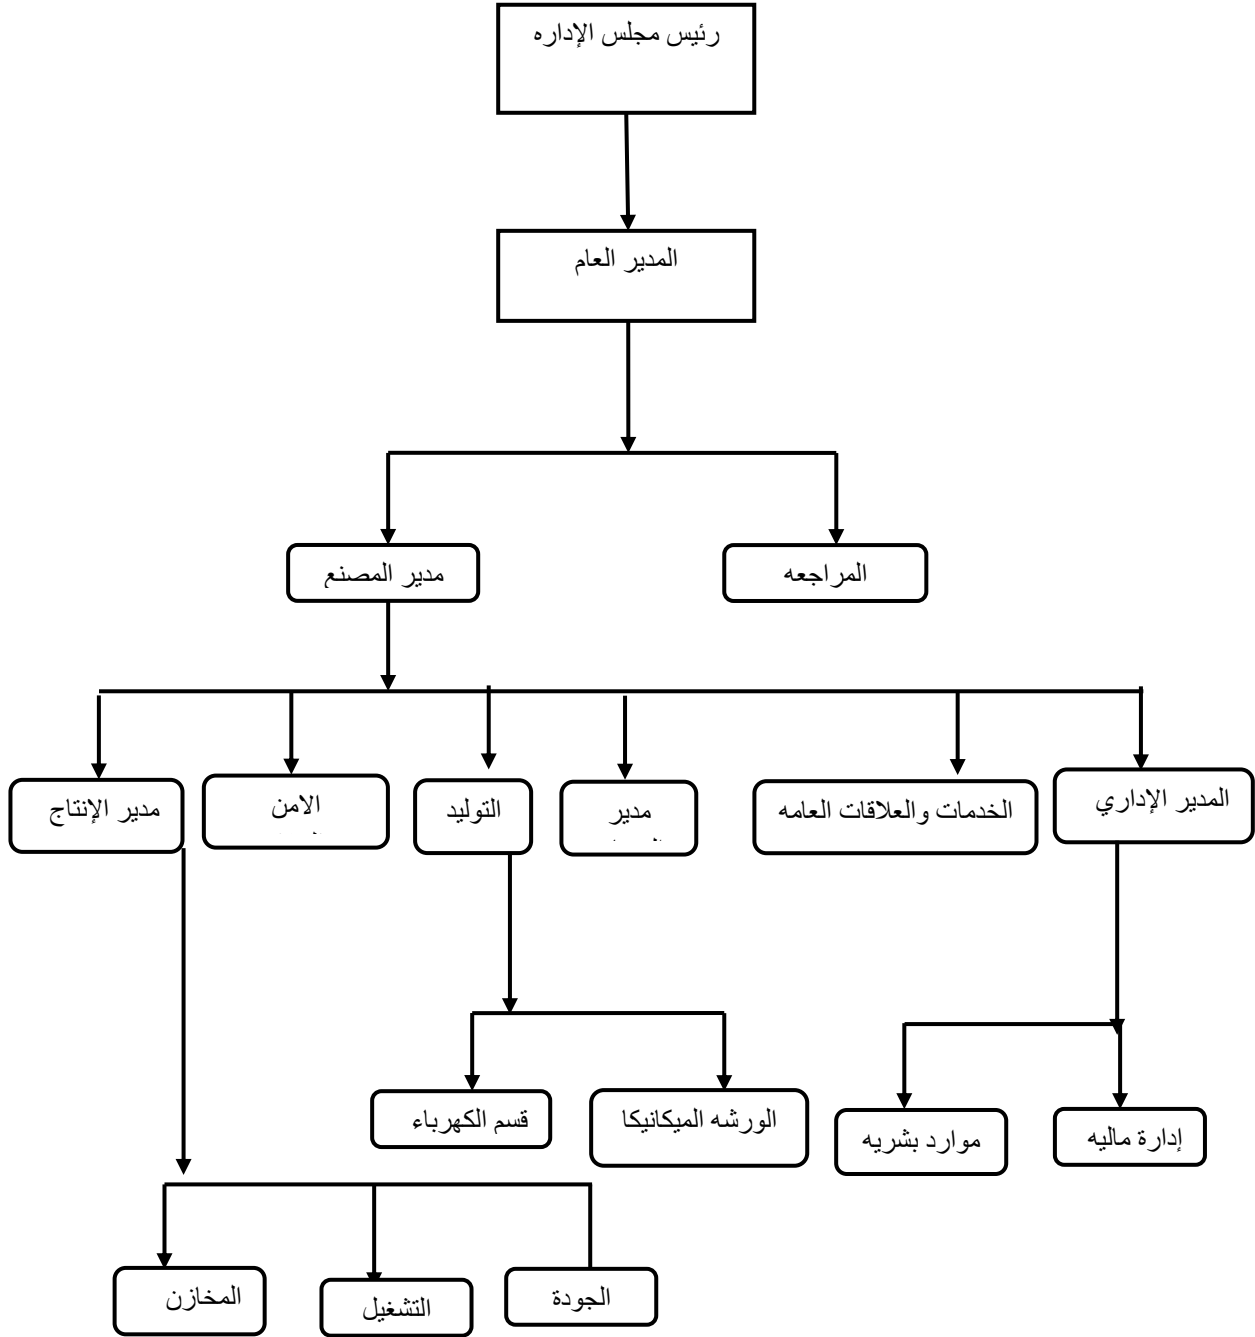 رئيس مجلس الإداره
المدير العام
المراجعه
مدير المصنع
المدير الإداري
الخدمات والعلاقات العامه
مدير
التوليد
الامن
مدير الإنتاج
إدارة ماليه
موارد بشريه
الورشه الميكانيكا
قسم الكهرباء
الجودة
التشغيل
المخازن